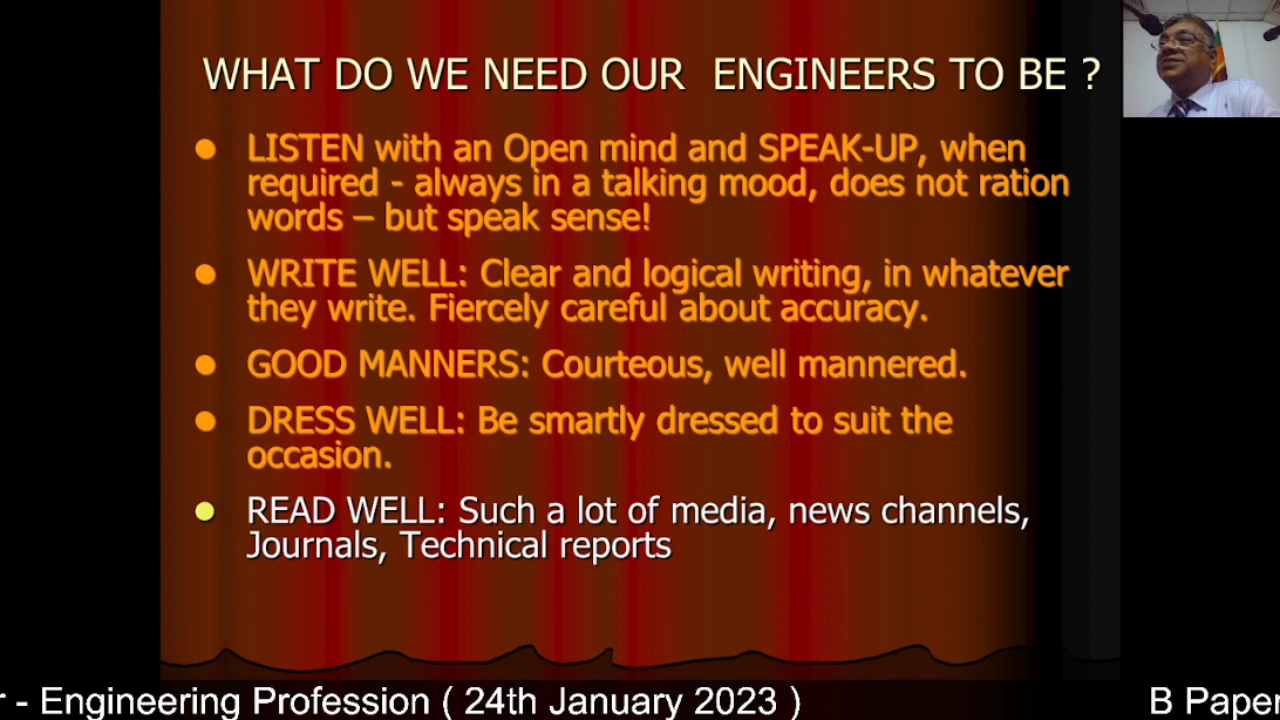 WHAT DO WE NEED OUR ENGINEERS TO BE ?
LISTEN with an Open mind and SPEAK-UP, when
required - always in a talking mood, does not ration
words – but speak sense!
WRITE WELL: Clear and logical writing, in whatever
they write. Fiercely careful about accuracy.
GOOD MANNERS: Courteous, well mannered.
DRESS WELL: Be smartly dressed to suit the
occasion.
READ WELL: Such a lot of media, news channels,
Journals, Technical reports
- Engineering Profession ( 24th January 2023 ) B Paper